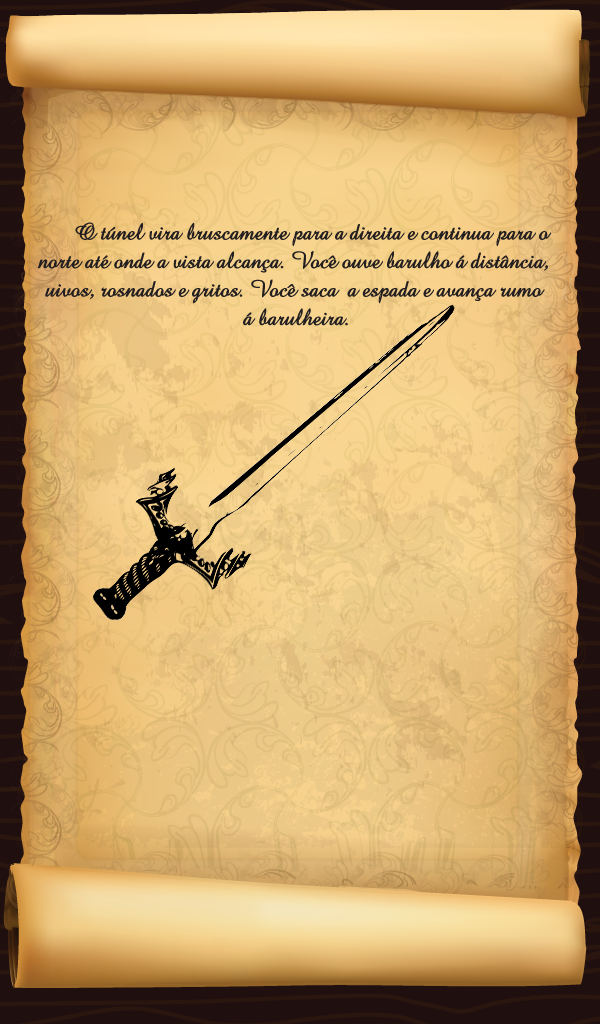 O túnel vira bruscamente para a direita e continua para o
norte até onde a vista alcança. Você ouve barulho á distância,
uivos, rosnados e gritos. Você saca a espada e avança rumo
á barulheira.